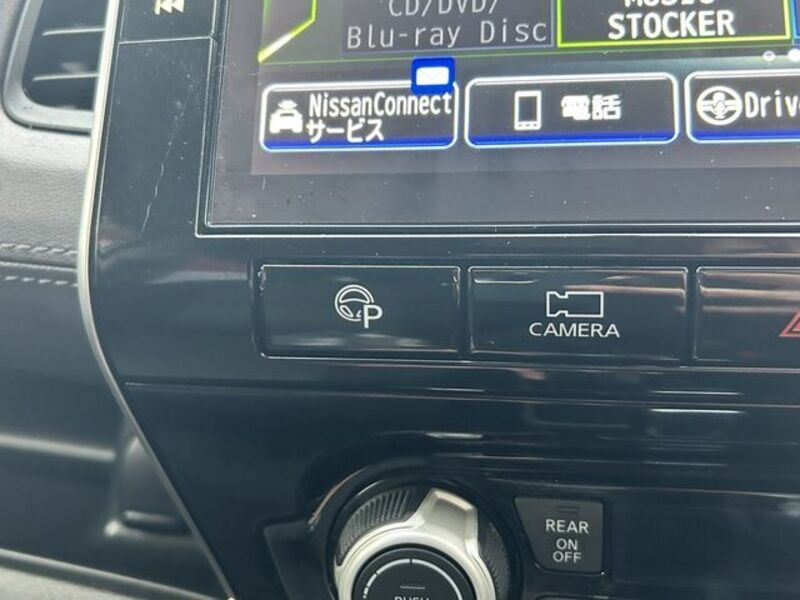 CD/DVD/
Blu-ray Disc
STOCKER
NissanConnect
サービス
電話
P
CAMERA
REAR
ON
OFF